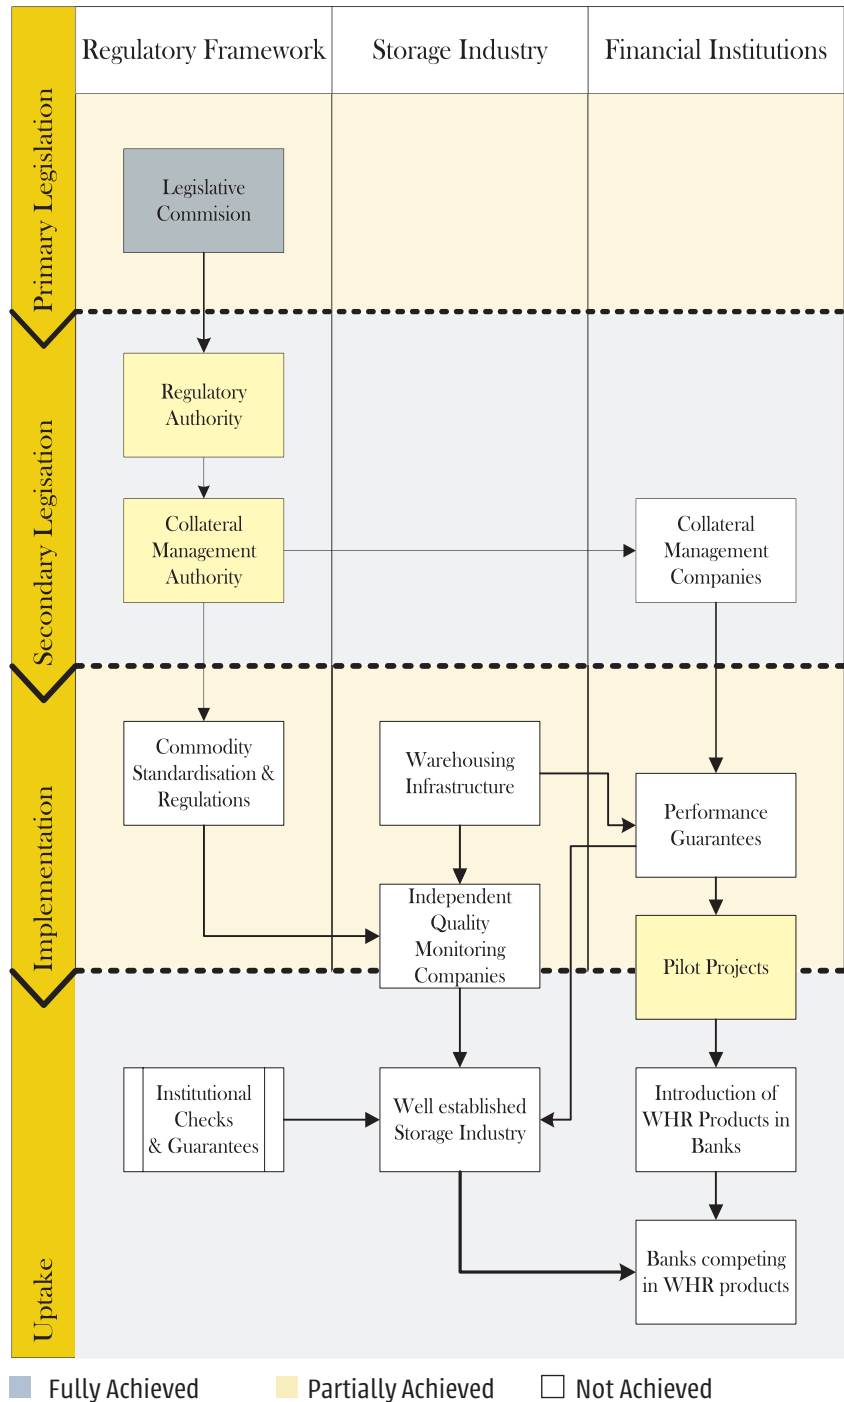 Regulatory Framework
Storage Industry
Financial Institutions
Primary Legislation
Legislative
Commision
Secondary Legisation
Regulatory
Authority
Collateral
Management
Authority
Collateral
Management
Companies
Implementation
Commodity
Standardisation &
Regulations
Warehousing
Infrastructure
Performance
Guarantees
Independent
Quality
Monitoring
Companies
Pilot Projects
Uptake
Institutional
Checks
& Guarantees
Well established
Storage Industry
Introduction of
WHR Products in
Banks
Banks competing
in WHR products
Fully Achieved
Partially Achieved
Not Achieved